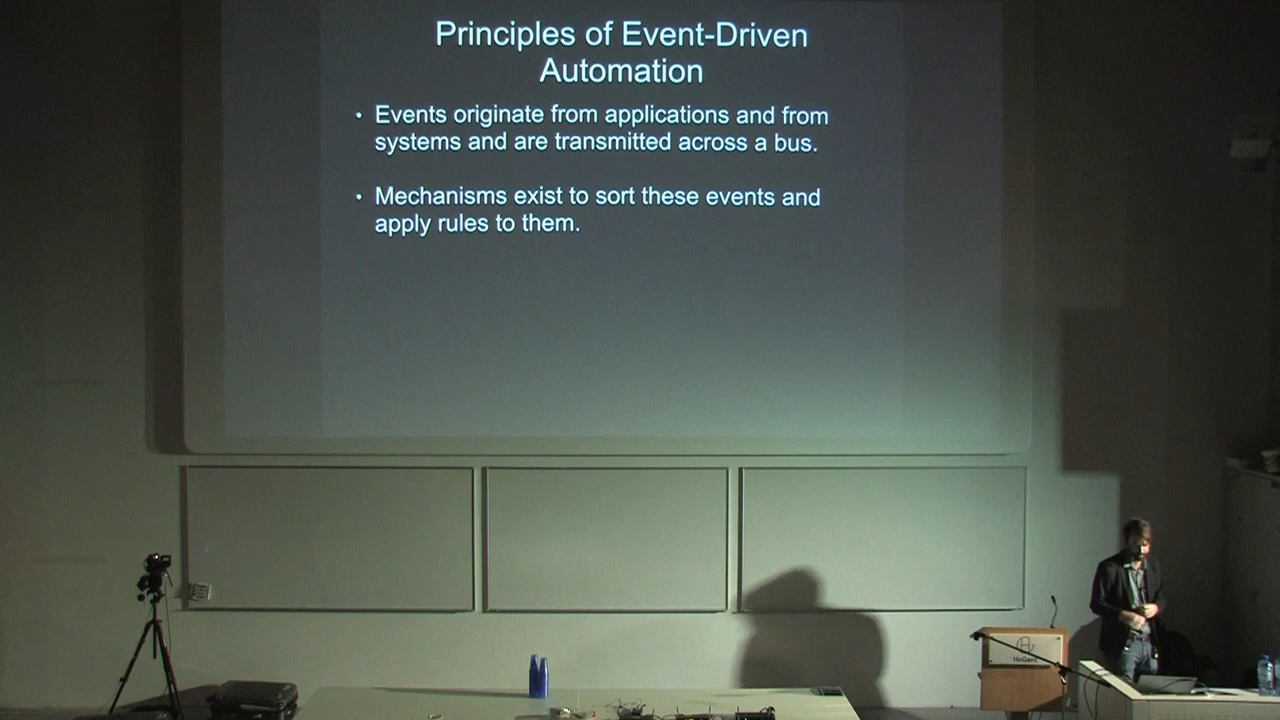 Principles of Event-Driven
Automation
• Events originate from applications and from
systems and are transmitted across a bus.
• Mechanisms exist to sort these events and
apply rules to them.
HoGent